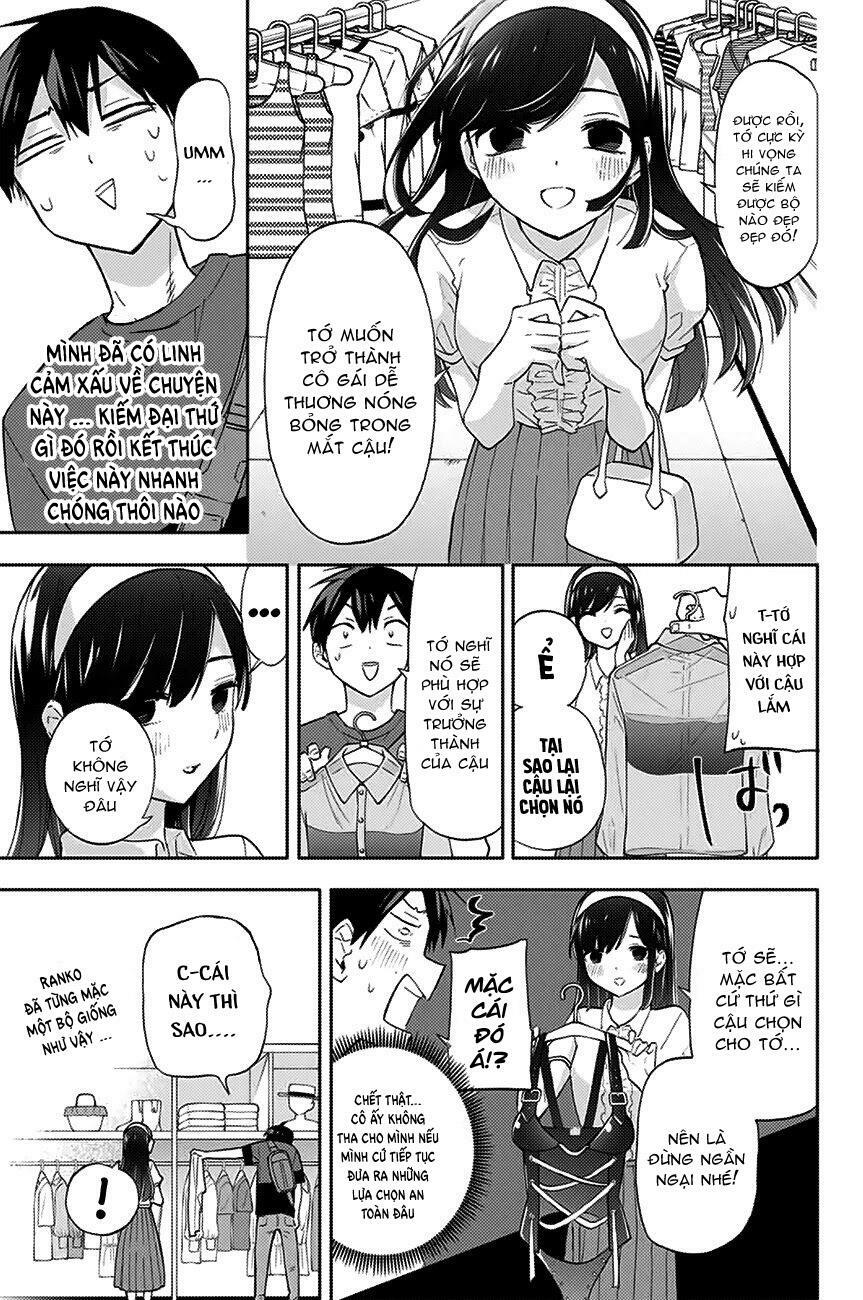 ĐƯỢC RỒI,
TỚ CỰC KỲ
HI VỌNG
CHÚNG TA
SẼ KIẾM
ĐƯỢC BỘ
NÀO ĐẸP
ĐẸP ĐÓ!
TỚ MUỐN
TRỞ THÀNH
CÔ GÁI DỄ
THƯƠNG NÓNG
BỎNG TRONG
MẮT CẬU!
UMM
...
MÌNH ĐÃ CÓ LINH
CẢM XẤU VỀ CHUYỆN
NÀY ... KIẾM ĐẠI THỨ
GÌ ĐÓ RỒI KẾT THÚC
VIỆC NÀY NHANH
CHÓNG THÔI NÀO
T-TỚ
NGHĨ CÁI
NÀY HỢP
VỚI CẬU
LẮM
Ể
TẠI
SAO LẠI
CẬU LẠI
CHỌN NÓ
ばっ
TỚ NGHĨ
NÓ SẼ
PHÙ HỢP
VỚI SỰ
TRƯỞNG
THÀNH
CỦA CẬU
...
TỚ
KHÔNG
NGHĨ VẬY
ĐÂU
TỚ SẼ...
MẶC BẤT
CỨ THỨ GÌ
CẬU CHỌN
CHO TỚ...
NÊN LÀ
ĐỪNG NGẦN
NGẠI NHÉ!
MẶC
CÁI
ĐÓ
Á!?
CHẾT THẬT...
CÔ ẤY KHÔNG
THA CHO MÌNH NẾU
MÌNH CỨ TIẾP TỤC
ĐƯA RA NHỮNG
LỰA CHỌN AN
TOÀN ĐÂU
C-CÁI
NÀY THÌ
SAO....
RANKO
ĐÃ TỪNG MẶC
MỘT BỘ GIỐNG
NHƯ VẬY ...
!